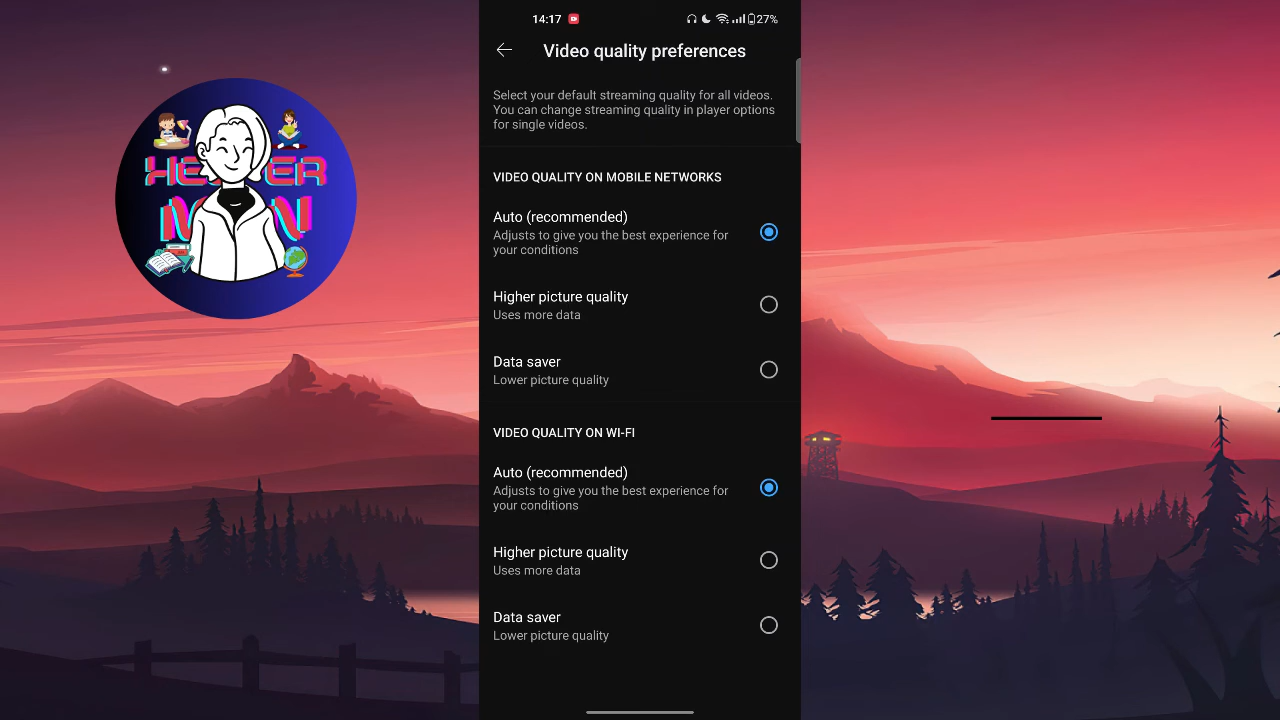 14:17
27%
Video quality preferences
Select your default streaming quality for all videos.
You can change streaming quality in player options
for single videos.
VIDEO QUALITY ON MOBILE NETWORKS
Auto (recommended)
Adjusts to give you the best experience for
your conditions
Higher picture quality
Uses more data
Data saver
Lower picture quality
VIDEO QUALITY ON WI-FI
Auto (recommended)
Adjusts to give you the best experience for
your conditions
Higher picture quality
Uses more data
Data saver
Lower picture quality